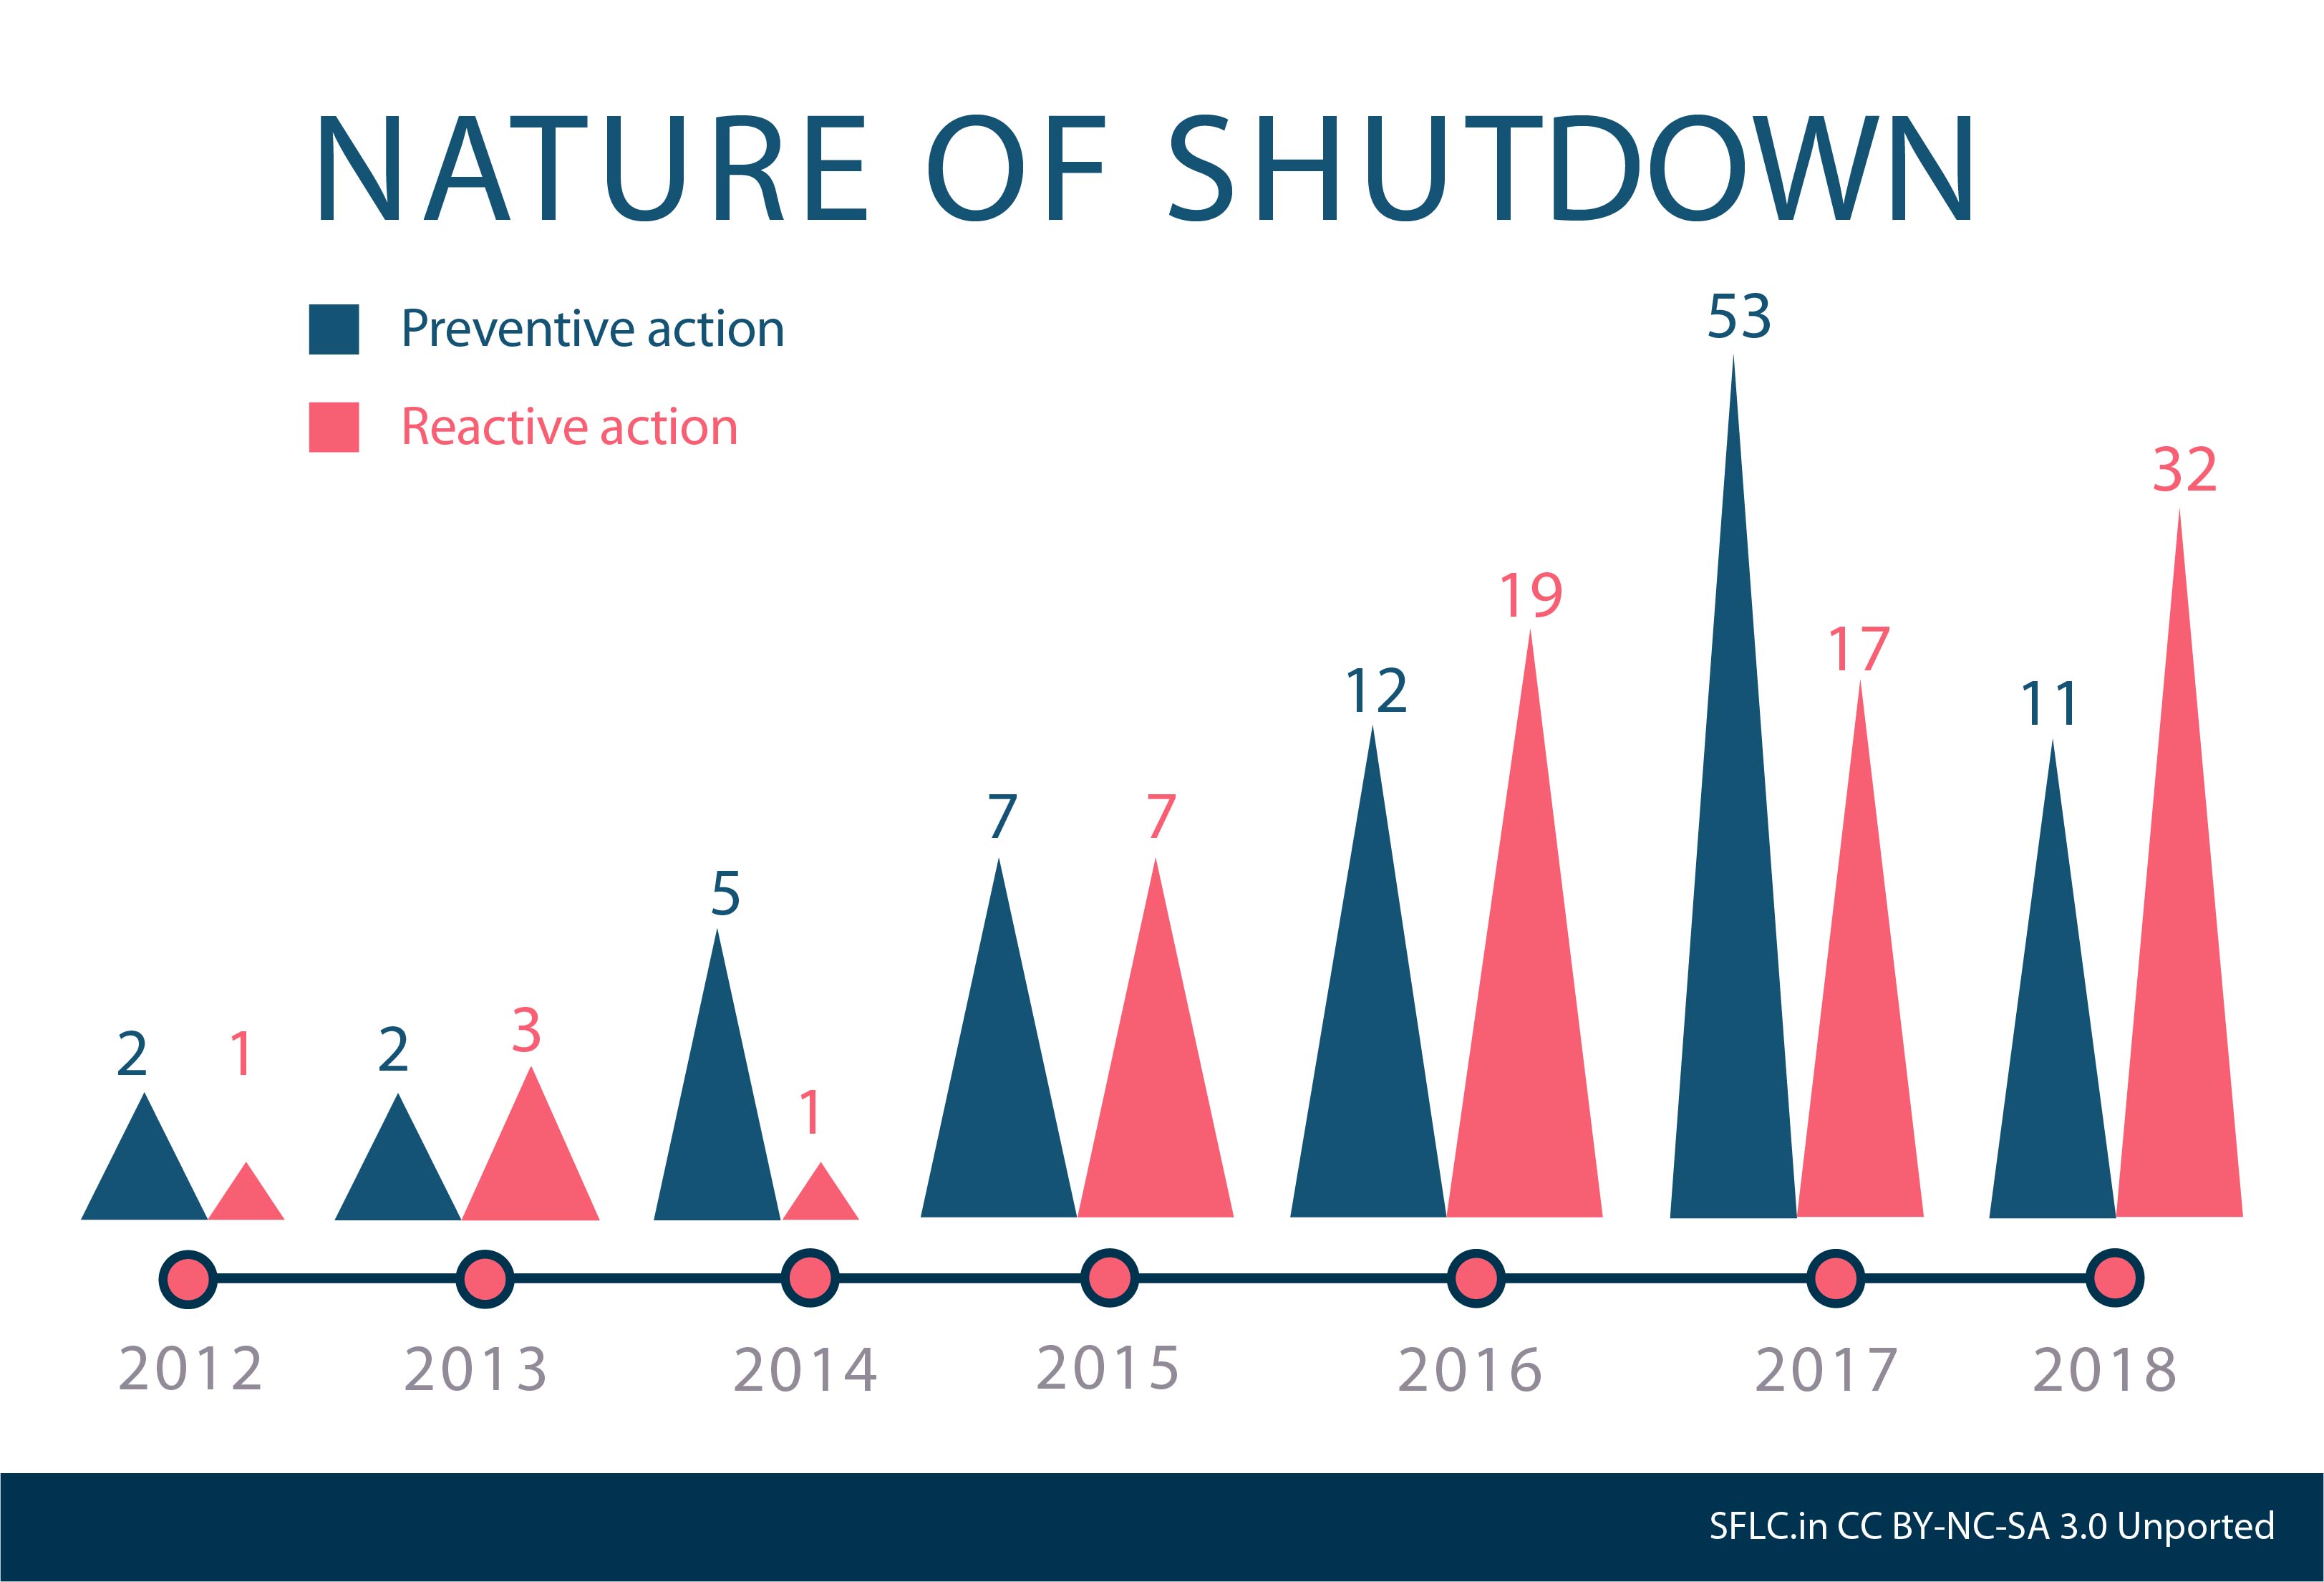 NATURE OF SHUTDOWN
Preventive action
Reactive action
2 1
2 3
5 1
7 7
12 19
53 17
11 32
2012 2013 2014 2015 2016 2017 2018
SFLC.in CC BY-NC-SA 3.0 Unported